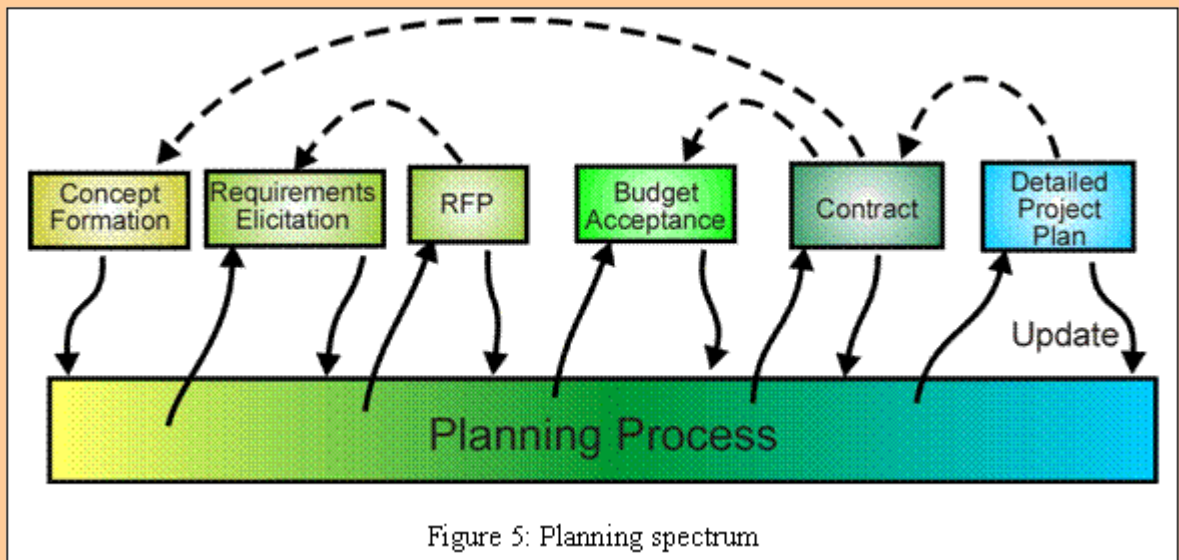 Concept
Formation
Requirements
Elicitation
RFP
Budget
Acceptance
Contract
Detailed
Project
Plan
Update
Planning Process
Figure 5: Planning spectrum